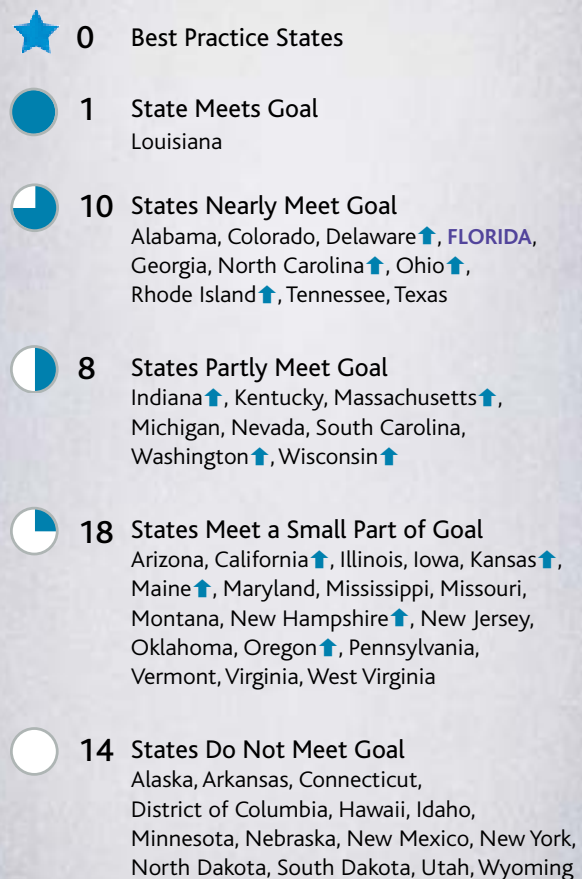 0 Best Practice States
1 State Meets Goal
Louisiana
10 States Nearly Meet Goal
Alabama, Colorado, Delaware⬆, FLORIDA,
Georgia, North Carolina⬆, Ohio⬆,
Rhode Island⬆, Tennessee, Texas
8 States Partly Meet Goal
Indiana⬆, Kentucky, Massachusetts⬆,
Michigan, Nevada, South Carolina,
Washington⬆, Wisconsin⬆
18 States Meet a Small Part of Goal
Arizona, California⬆, Illinois, Iowa, Kansas⬆,
Maine⬆, Maryland, Mississippi, Missouri,
Montana, New Hampshire⬆, New Jersey,
Oklahoma, Oregon⬆, Pennsylvania,
Vermont, Virginia, West Virginia
14 States Do Not Meet Goal
Alaska, Arkansas, Connecticut,
District of Columbia, Hawaii, Idaho,
Minnesota, Nebraska, New Mexico, New York,
North Dakota, South Dakota, Utah, Wyoming